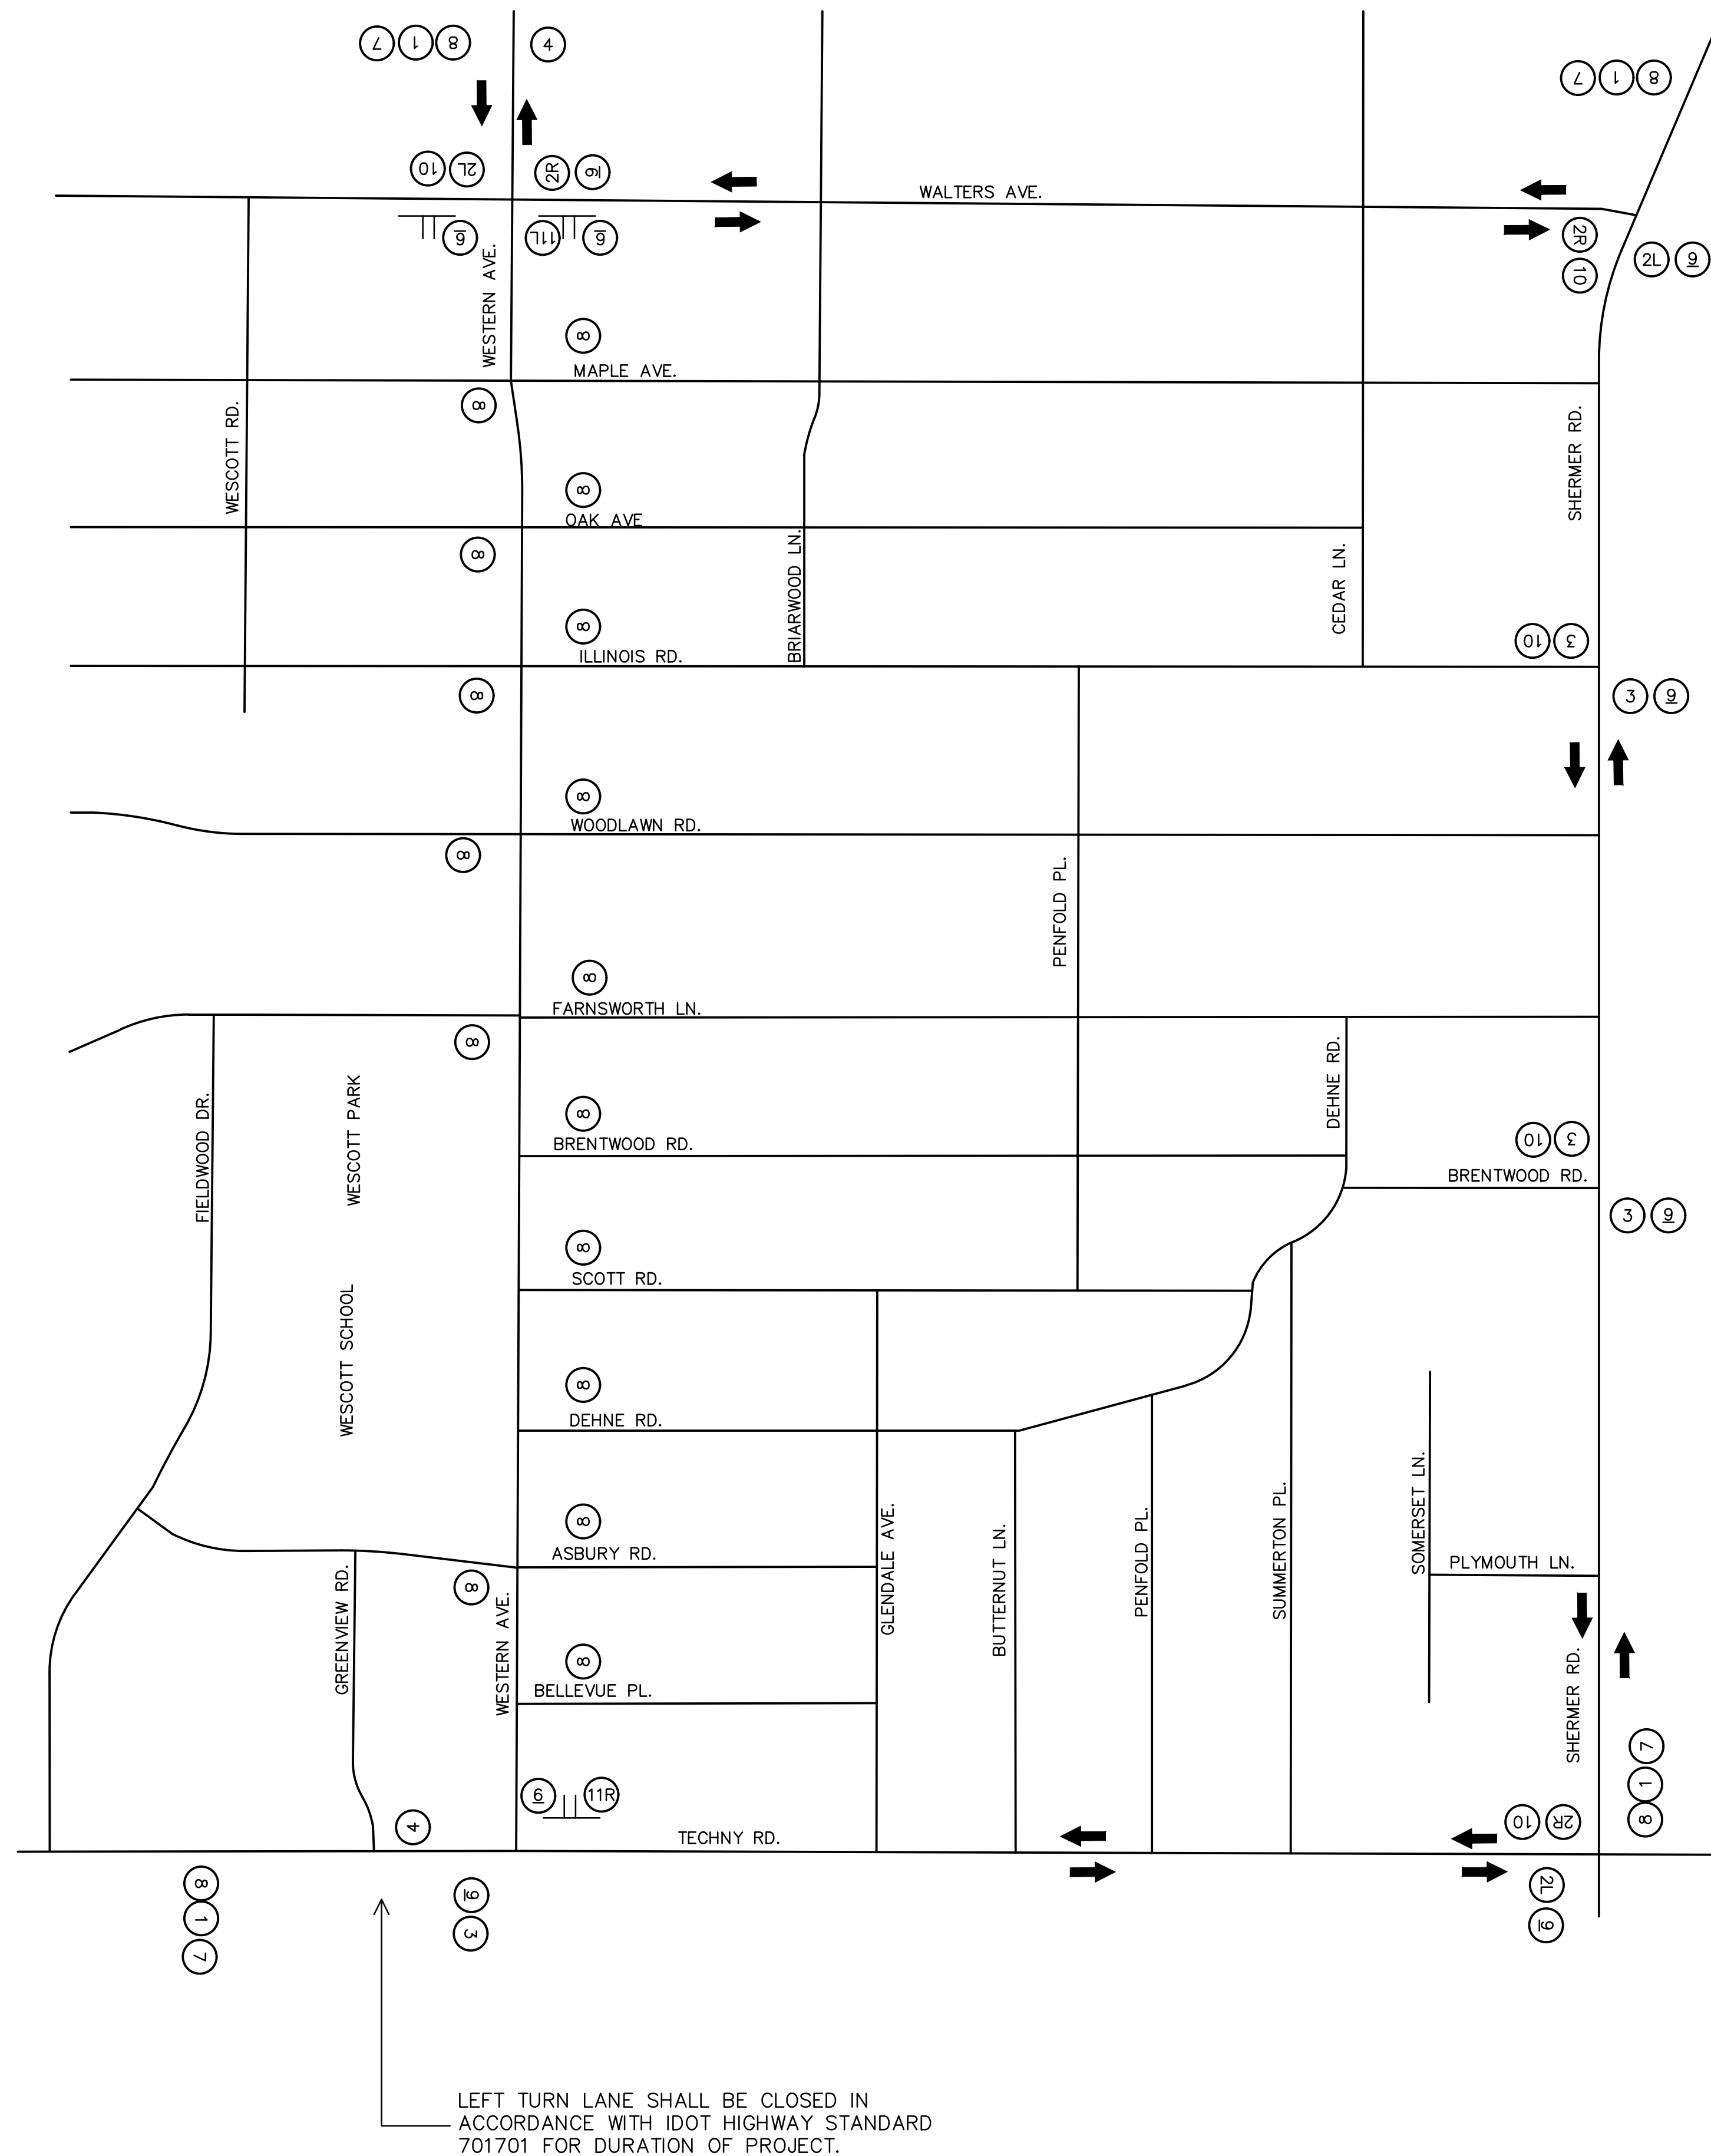 7 1 8
4
7 1 8
10 2L
2R 9
WALTERS AVE.
6
11L
6
2R
10
2L 9
WESTERN AVE.
8
MAPLE AVE.
8
WESCOTT RD.
SHERMER RD.
8
OAK AVE
8
BRIARWOOD LN.
CEDAR LN.
8
ILLINOIS RD.
10 3
8
3 9
8
WOODLAWN RD.
8
PENFOLD PL.
8
FARNSWORTH LN.
8
DEHNE RD.
FIELDWOOD DR.
WESCOTT PARK
8
BRENTWOOD RD.
10 3
BRENTWOOD RD.
3 9
8
SCOTT RD.
WESCOTT SCHOOL
8
DEHNE RD.
8
ASBURY RD.
GLENDALE AVE.
BUTTERNUT LN.
PENFOLD PL.
SUMMERTON PL.
SOMERSET LN.
PLYMOUTH LN.
GREENVIEW RD.
8
WESTERN AVE.
8
BELLEVUE PL.
SHERMER RD.
7
1
8
6
11R
4
TECHNY RD.
10 2R
8
1
7
9
3
2L
9
LEFT TURN LANE SHALL BE CLOSED IN
ACCORDANCE WITH IDOT HIGHWAY STANDARD
701701 FOR DURATION OF PROJECT.